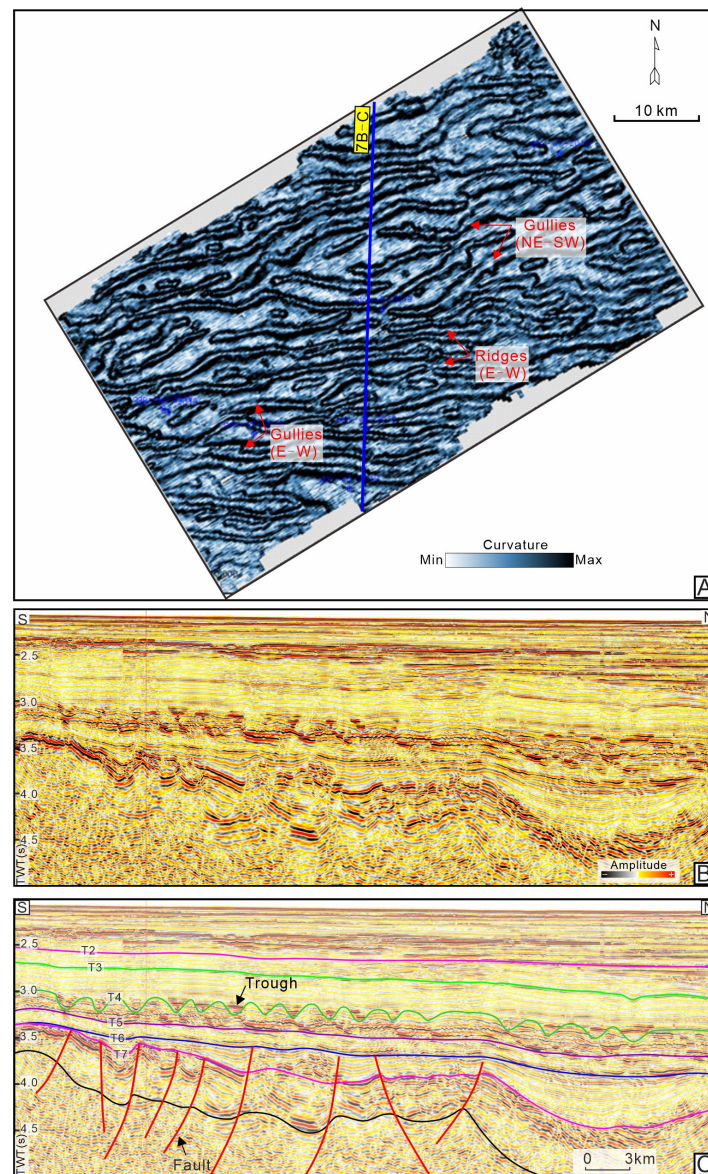 N
10 km
7B-C
Gullies
(NE-SW)
Ridges
(E-W)
Gullies
(E-W)
Curvature
Min
Max
A
S
N
2.5
3.0
3.5
4.0
4.5
TWT(s)
Amplitude
- +
B
S
N
2.5
T2
T3
Trough
3.0
T4
T5
3.5
T6
T7
4.0
4.5
TWT(s)
Fault
0 3km
C